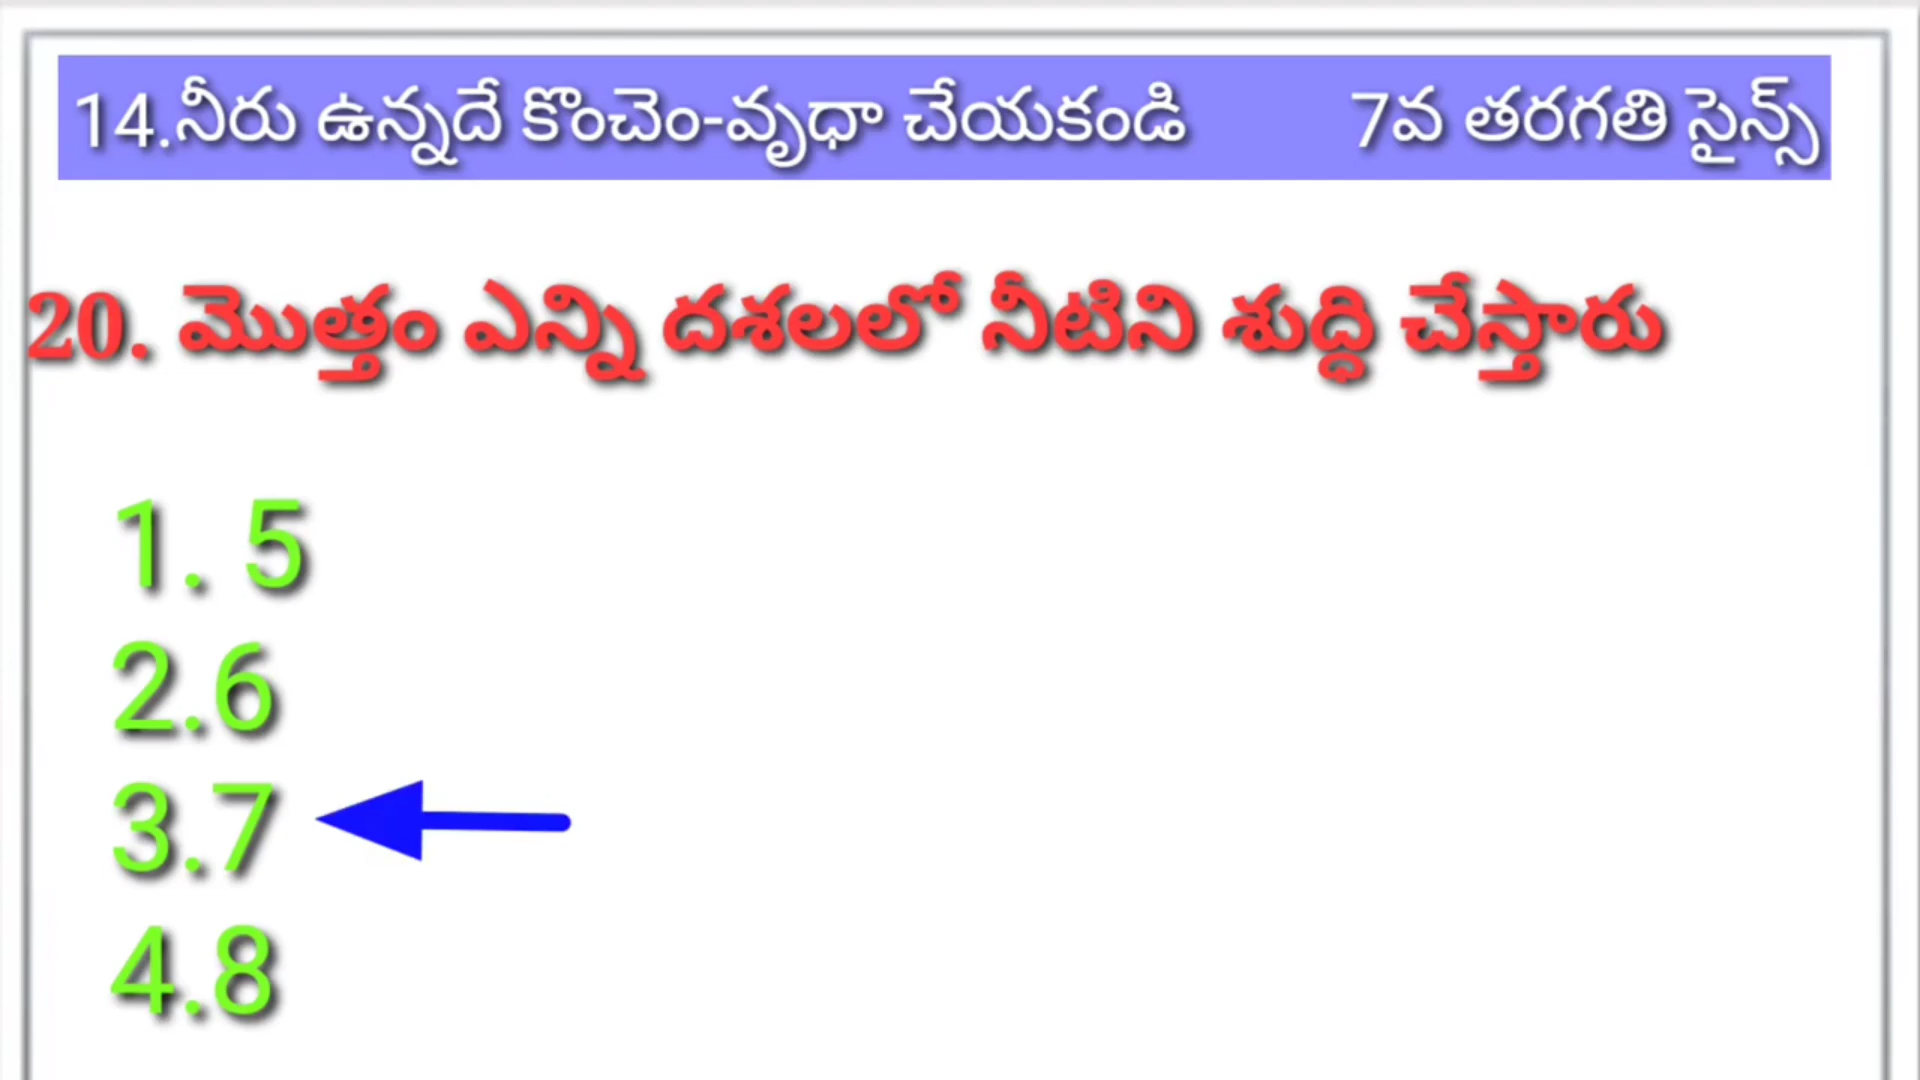 14.నీరు ఉన్నదే కొంచెం-వృధా చేయకండి 7వ తరగతి సైన్స్
20. మొత్తం ఎన్ని దశలలో నీటిని శుద్ధి చేస్తారు
1. 5
2.6
3.7
4.8